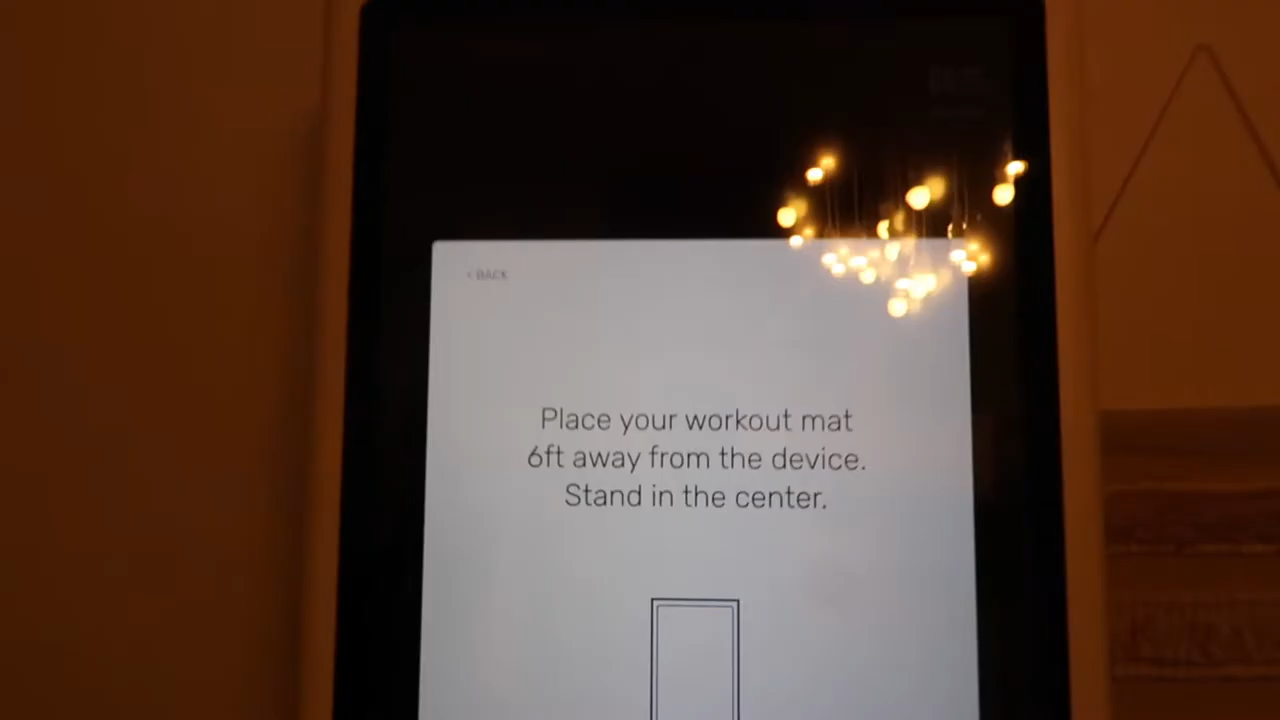 < BACK
Place your workout mat
6ft away from the device.
Stand in the center.